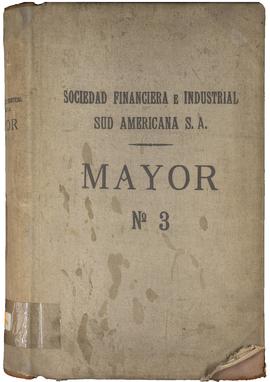 SOCIEDAD FINANCIERA E INDUSTRIAL
SUD AMERICANA S. A.
MAYOR
Nº 3